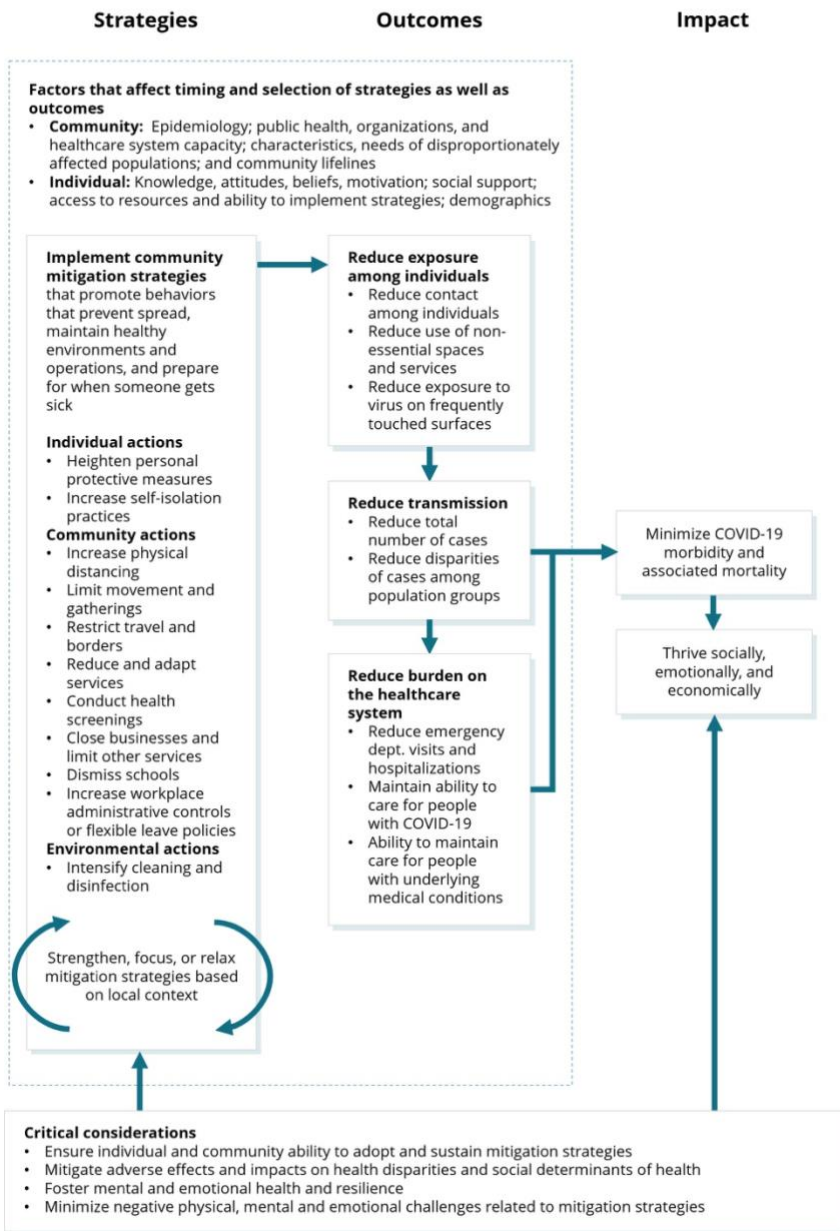 Strategies
Outcomes
Impact
Factors that affect timing and selection of strategies as well as
outcomes
• Community: Epidemiology; public health, organizations, and
healthcare system capacity; characteristics, needs of disproportionately
affected populations; and community lifelines
• Individual: Knowledge, attitudes, beliefs, motivation; social support;
access to resources and ability to implement strategies; demographics
Implement community
mitigation strategies
that promote behaviors
that prevent spread,
maintain healthy
environments and
operations, and prepare
for when someone gets
sick
Individual actions
• Heighten personal
protective measures
• Increase self-isolation
practices
Community actions
• Increase physical
distancing
• Limit movement and
gatherings
• Restrict travel and
borders
• Reduce and adapt
services
• Conduct health
screenings
• Close businesses and
limit other services
• Dismiss schools
• Increase workplace
administrative controls
or flexible leave policies
Environmental actions
• Intensify cleaning and
disinfection
Strengthen, focus, or relax
mitigation strategies based
on local context
Reduce exposure
among individuals
• Reduce contact
among individuals
• Reduce use of non-
essential spaces
and services
• Reduce exposure to
virus on frequently
touched surfaces
Reduce transmission
• Reduce total
number of cases
• Reduce disparities
of cases among
population groups
Reduce burden on
the healthcare
system
• Reduce emergency
dept. visits and
hospitalizations
• Maintain ability to
care for people
with COVID-19
• Ability to maintain
care for people
with underlying
medical conditions
Minimize COVID-19
morbidity and
associated mortality
Thrive socially,
emotionally, and
economically
Critical considerations
• Ensure individual and community ability to adopt and sustain mitigation strategies
• Mitigate adverse effects and impacts on health disparities and social determinants of health
• Foster mental and emotional health and resilience
• Minimize negative physical, mental and emotional challenges related to mitigation strategies